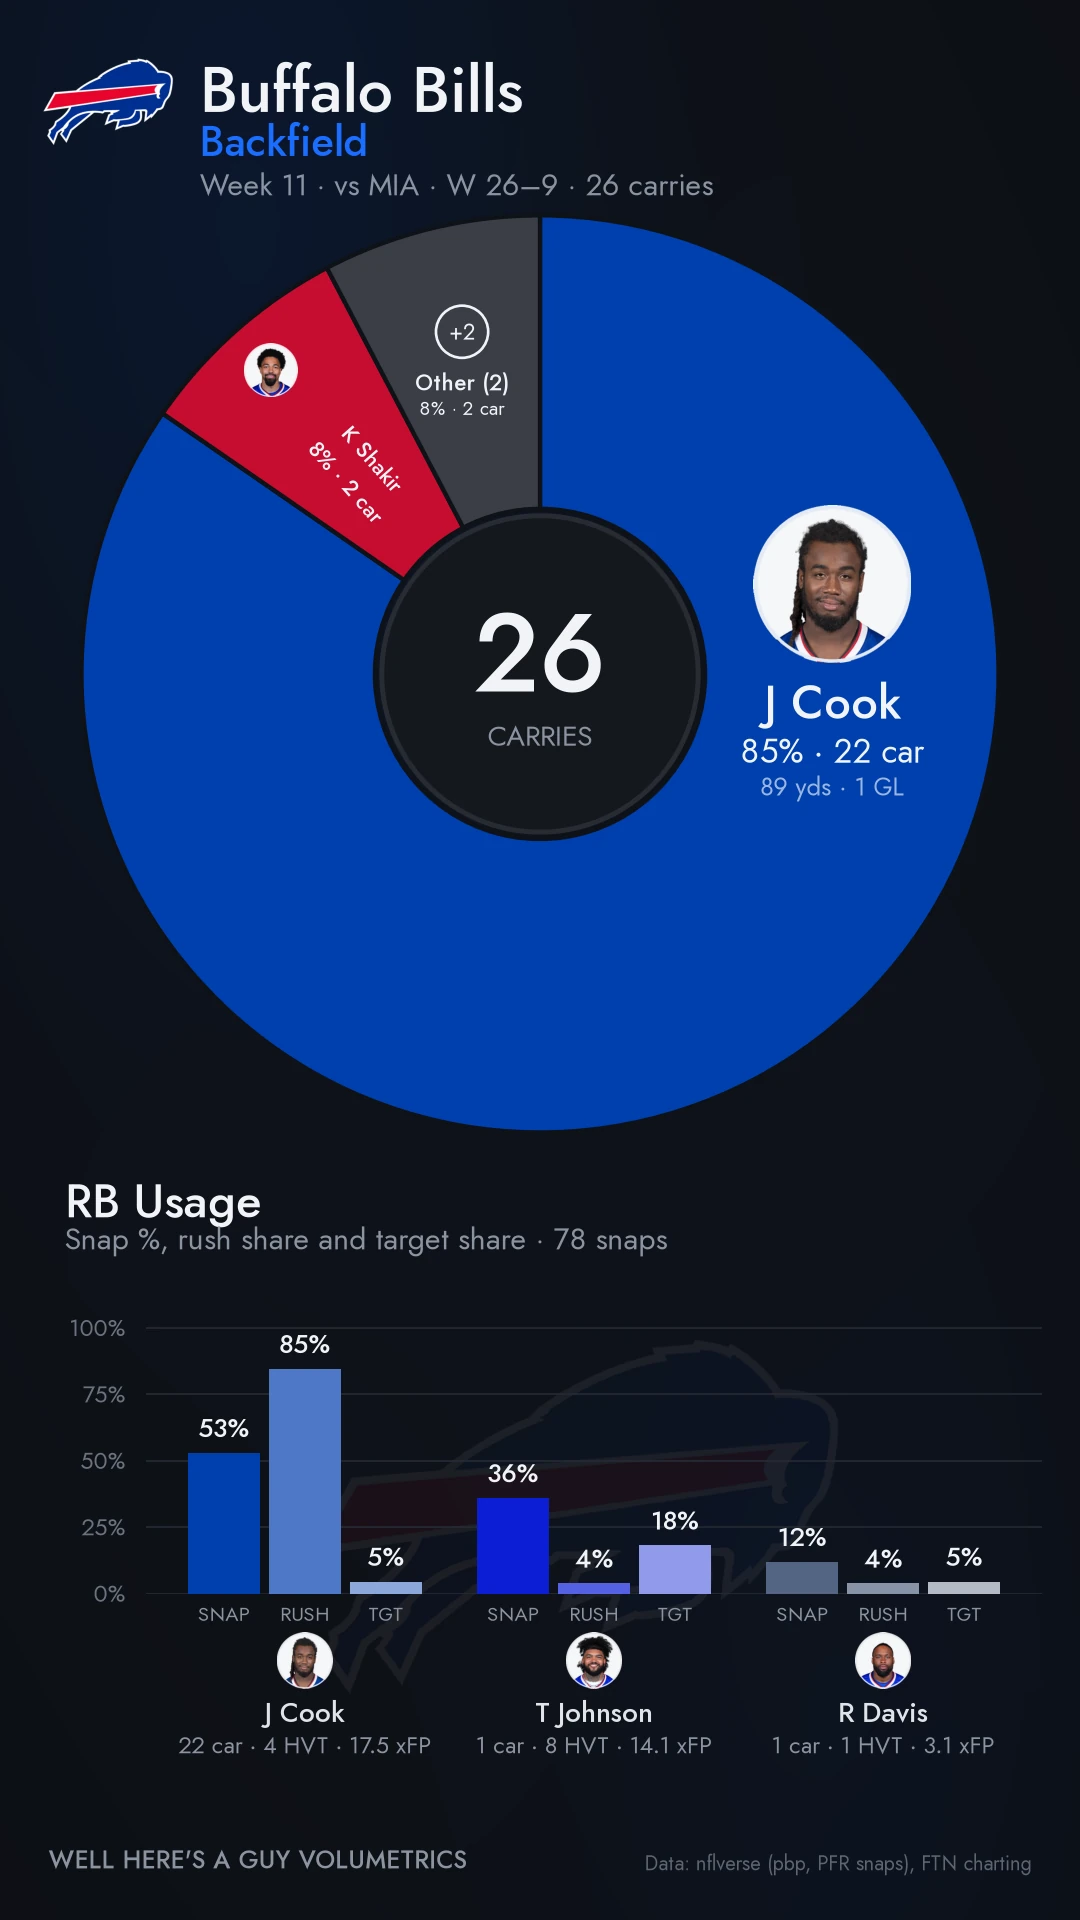 Buffalo Bills
Backfield
Week 11 · vs MIA · W 26–9 · 26 carries
+2
Other (2)
8% · 2 car
K Shakir
8% · 2 car
J Cook
85% · 22 car
89 yds · 1 GL
26
CARRIES
RB Usage
Snap %, rush share and target share · 78 snaps
100%
75%
50%
25%
0%
53%
85%
5%
36%
4%
18%
12%
4%
5%
SNAP RUSH TGT SNAP RUSH TGT SNAP RUSH TGT
J Cook
22 car · 4 HVT · 17.5 xFP
T Johnson
1 car · 8 HVT · 14.1 xFP
R Davis
1 car · 1 HVT · 3.1 xFP
WELL HERE'S A GUY VOLUMETRICS
Data: nflverse (pbp, PFR snaps), FTN charting